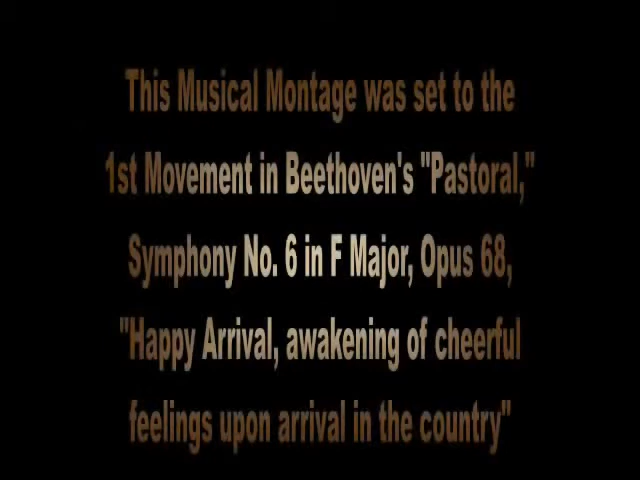 This Musical Montage was set to the
1st Movement in Beethoven's "Pastoral,"
Symphony No. 6 in F Major, Opus 68,
"Happy Arrival, awakening of cheerful
feelings upon arrival in the country"